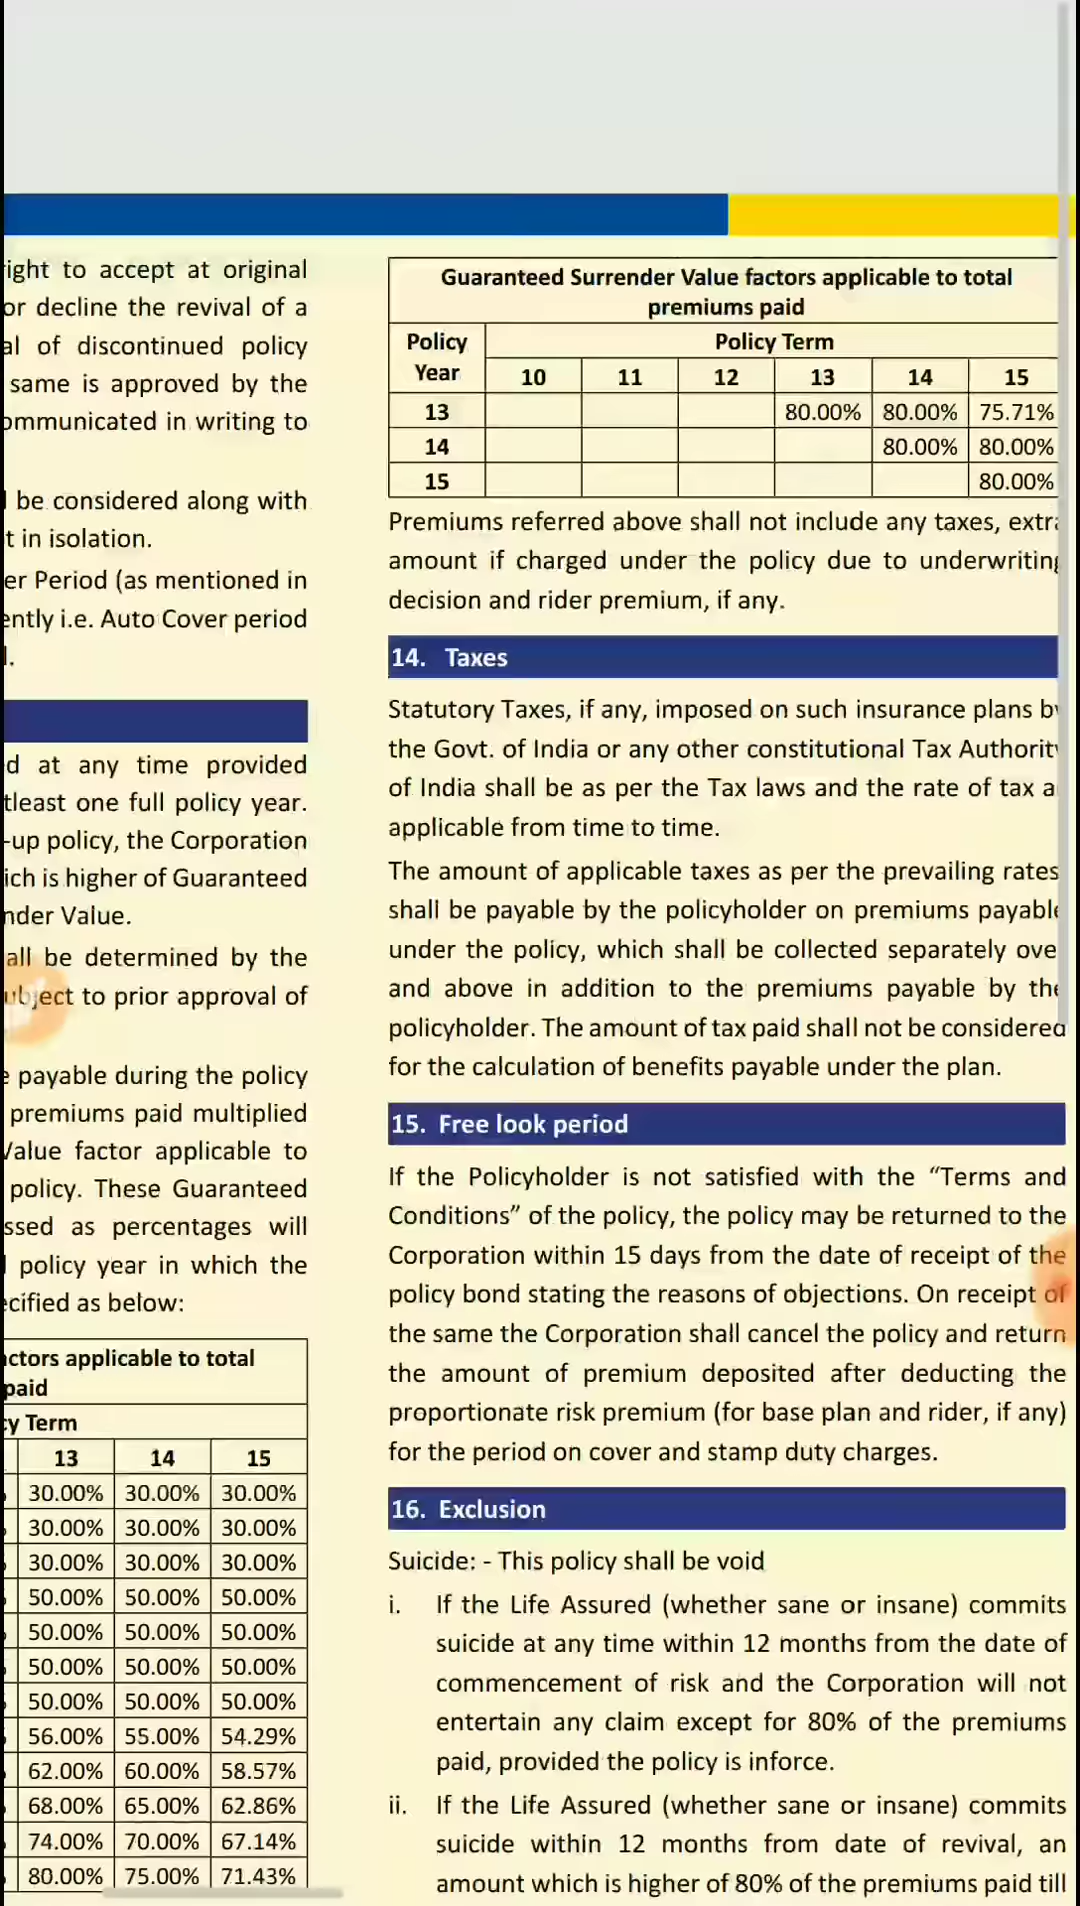 to accept at original
decline the revival of a
of discontinued policy
same is approved by the
in writing to
be considered along with
in isolation.
Period (as mentioned in
i.e. Auto Cover period
at any time provided
one full policy year.
policy, the Corporation
is higher of Guaranteed
Value.
be determined by the
to prior approval of
payable during the policy
premiums paid multiplied
factor applicable to
policy. These Guaranteed
as percentages will
policy year in which the
as below:
applicable to total
paid
Term
13 14 15
30.00% 30.00% 30.00%
30.00% 30.00% 30.00%
30.00% 30.00% 30.00%
50.00% 50.00% 50.00%
50.00% 50.00% 50.00%
50.00% 50.00% 50.00%
50.00% 50.00% 50.00%
56.00% 55.00% 54.29%
62.00% 60.00% 58.57%
68.00% 65.00% 62.86%
74.00% 70.00% 67.14%
80.00% 75.00% 71.43%
Guaranteed Surrender Value factors applicable to total
premiums paid
Policy Year
Policy Term
10 11 12 13 14 15
13 80.00% 80.00% 75.71%
14 80.00% 80.00%
15 80.00%
Premiums referred above shall not include any taxes,
amount if charged under the policy due to
decision and rider premium, if any.
14. Taxes
Statutory Taxes, if any, imposed on such insurance plans
the Govt. of India or any other constitutional Tax
of India shall be as per the Tax laws and the rate of tax
applicable from time to time.
The amount of applicable taxes as per the prevailing rates
shall be payable by the policyholder on premiums
under the policy, which shall be collected separately
and above in addition to the premiums payable by
policyholder. The amount of tax paid shall not be considered
for the calculation of benefits payable under the plan.
15. Free look period
If the Policyholder is not satisfied with the “Terms and
Conditions” of the policy, the policy may be returned to the
Corporation within 15 days from the date of receipt of the
policy bond stating the reasons of objections. On receipt of
the same the Corporation shall cancel the policy and return
the amount of premium deposited after deducting the
proportionate risk premium (for base plan and rider, if any)
for the period on cover and stamp duty charges.
16. Exclusion
Suicide: - This policy shall be void
i. If the Life Assured (whether sane or insane) commits
suicide at any time within 12 months from the date of
commencement of risk and the Corporation will not
entertain any claim except for 80% of the premiums
paid, provided the policy is inforce.
ii. If the Life Assured (whether sane or insane) commits
suicide within 12 months from date of revival, an
amount which is higher of 80% of the premiums paid till